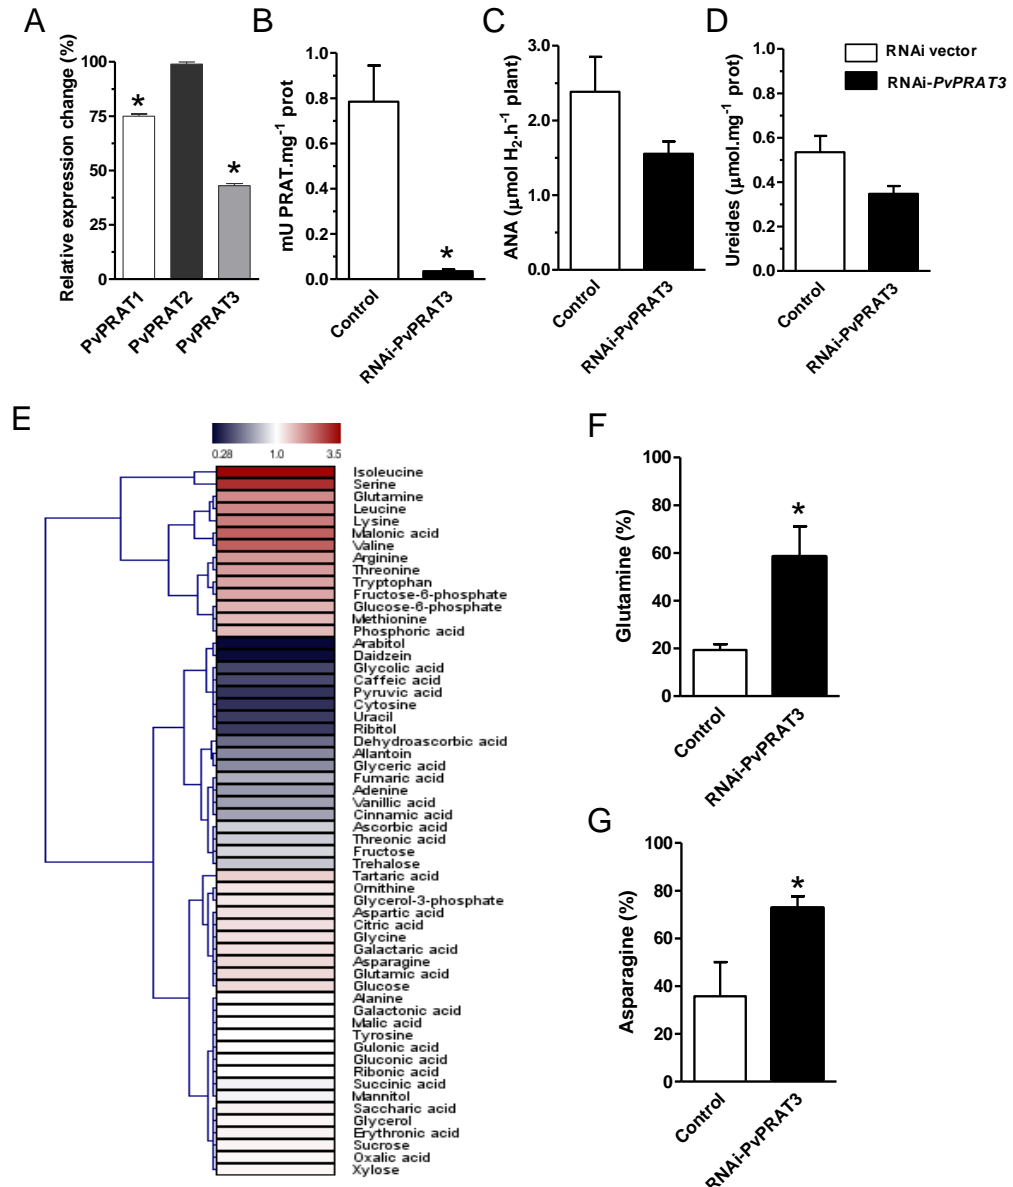 A
Relative expression change (%)
100
75
50
25
0
*
*
PvPRAT1
PvPRAT2
PvPRAT3
B
mU PRAT.mg-1 prot
1.0
0.8
0.6
0.4
0.2
0.0
*
Control
RNAi-PvPRAT3
C
ANA (μmol H2.h-1 plant)
3.0
2.0
1.0
0.0
Control
RNAi-PvPRAT3
D
Ureides (μmol.mg-1 prot)
1.0
0.8
0.6
0.4
0.2
0.0
Control
RNAi-PvPRAT3
RNAi vector
RNAi-PvPRAT3
E
0.28 1.0 3.5
Isoleucine
Serine
Glutamine
Leucine
Lysine
Malonic acid
Valine
Arginine
Threonine
Tryptophan
Fructose-6-phosphate
Glucose-6-phosphate
Methionine
Phosphoric acid
Arabitol
Daidzein
Glycolic acid
Caffeic acid
Pyruvic acid
Cytosine
Uracil
Ribitol
Dehydroascorbic acid
Allantoin
Glyceric acid
Fumaric acid
Adenine
Vanillic acid
Cinnamic acid
Ascorbic acid
Threonic acid
Fructose
Trehalose
Tartaric acid
Ornithine
Glycerol-3-phosphate
Aspartic acid
Citric acid
Glycine
Galactaric acid
Asparagine
Glutamic acid
Glucose
Alanine
Galactonic acid
Malic acid
Tyrosine
Gulonic acid
Gluconic acid
Ribonic acid
Succinic acid
Mannitol
Saccharic acid
Glycerol
Erythronic acid
Sucrose
Oxalic acid
Xylose
F
Glutamine (%)
100
80
60
40
20
0
*
Control
RNAi-PvPRAT3
G
Asparagine (%)
100
80
60
40
20
0
*
Control
RNAi-PvPRAT3